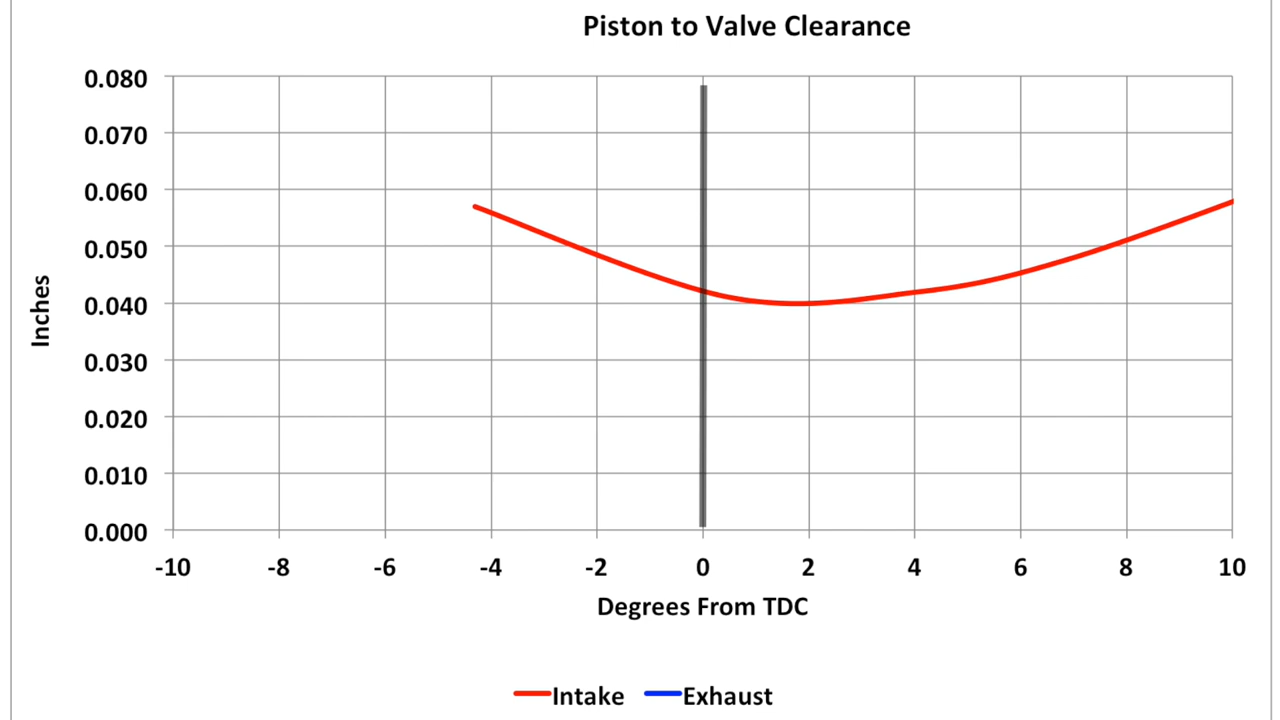 Piston to Valve Clearance
0.080
0.070
0.060
0.050
0.040
0.030
0.020
0.010
0.000
Inches
-10 -8 -6 -4 -2 0 2 4 6 8 10
Degrees From TDC
Intake Exhaust